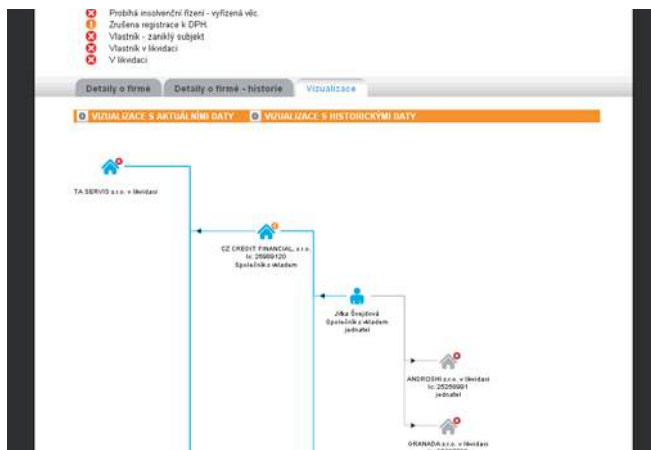 Probíhá insolvenční řízení - vyřízená věc.
Zrušena registrace k DPH.
Vlastník - zaniklý subjekt
Vlastník v likvidaci
V likvidaci
Detaily o firmě
Detaily o firmě - historie
Vizualizace
VIZUALIZACE S AKTUÁLNÍMI DATY
VIZUALIZACE S HISTORICKÝMI DATY
TA SERVIS s.r.o. v likvidaci
CZ CREDIT FINANCIAL, s.r.o.
Ic: 25989120
Společník s vkladem
Jitka Švejdová
Společník s vkladem
jednatel
ANDROSHI s.r.o. v likvidaci
Ic: 25259991
jednatel
GRANADA s.r.o. v likvidaci